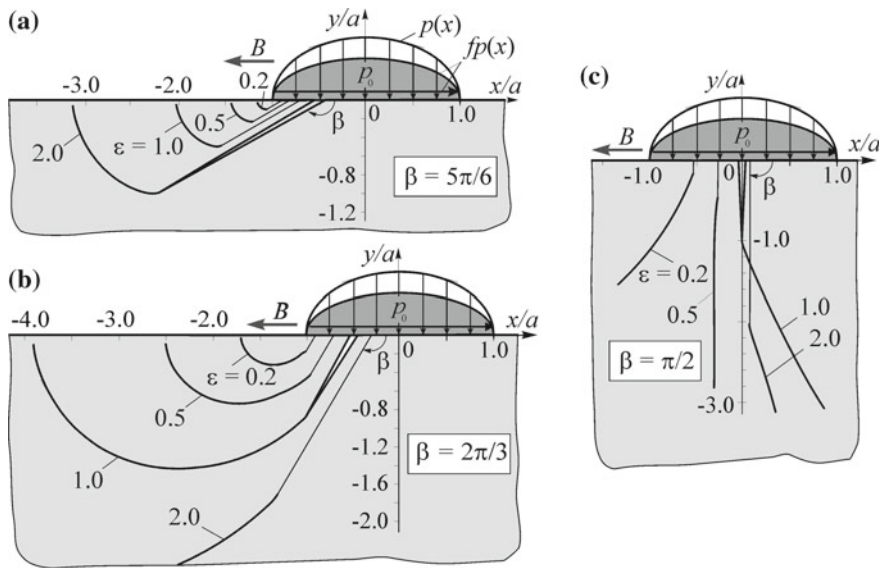 (a)
y/a
p(x)
B
fp(x)
-3.0 -2.0 0.2 p₀ x/a
0.5 0 1.0
2.0 ε = 1.0 β
-0.8
-1.2
β = 5π/6
(b)
y/a
B
p₀
-4.0 -3.0 -2.0 x/a
ε = 0.2 β 0 1.0
0.5
-0.8
1.0
-1.2
-1.6
-2.0
2.0
β = 2π/3
(c)
y/a
B
p₀
x/a
-1.0 0 β 1.0
-1.0
ε = 0.2
0.5
1.0
2.0
β = π/2
-3.0